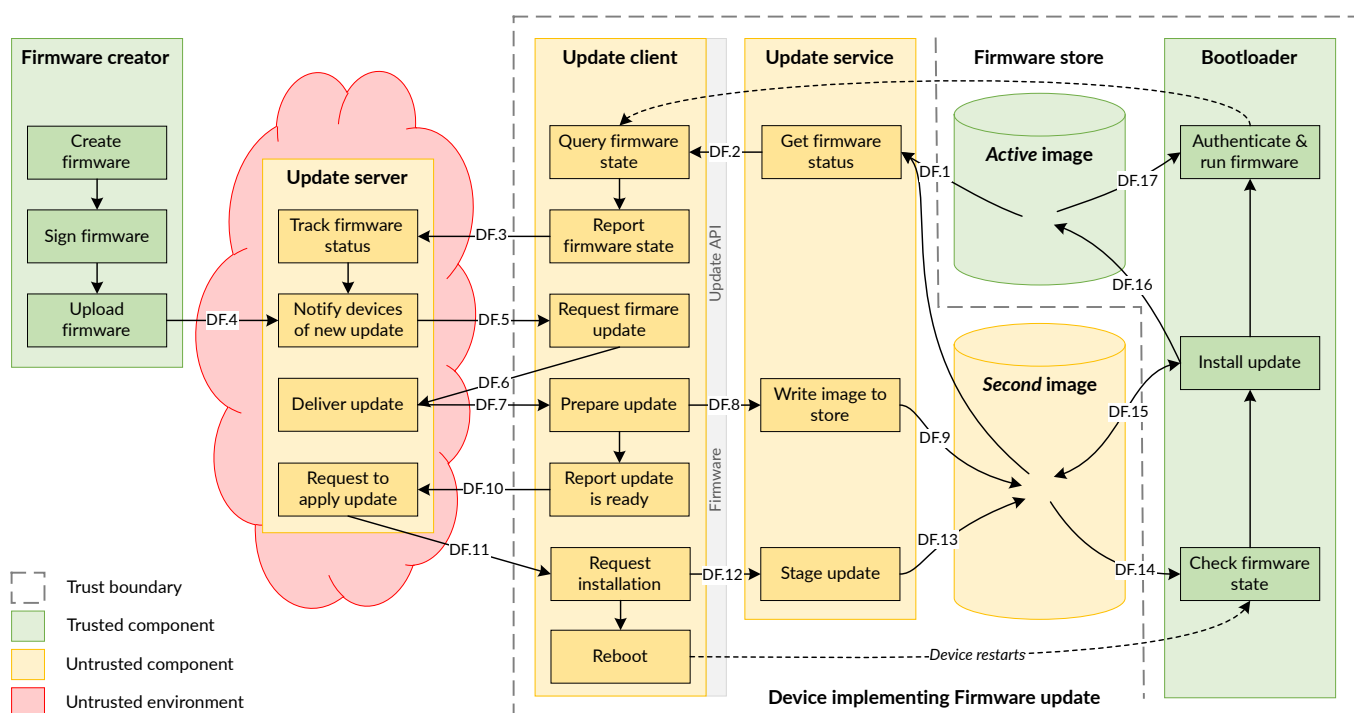 Firmware creator
Create
firmware
Sign firmware
Upload
firmware
DF.4
Update server
Track firmware
status
Notify devices
of new update
Deliver update
Request to
apply update
DF.3
DF.5
DF.6
DF.7
DF.10
DF.11
Update client
Query firmware
state
Report
firmware state
Request firmare
update
Prepare update
Report update
is ready
Request
installation
Reboot
Firmware Update API
DF.2
DF.8
DF.12
Update service
Get firmware
status
Write image to
store
Stage update
DF.1
DF.9
DF.13
Firmware store
Active image
Second image
DF.17
DF.16
DF.15
DF.14
Bootloader
Authenticate &
run firmware
Install update
Check firmware
state
Device restarts
Device implementing Firmware update
Trust boundary
Trusted component
Untrusted component
Untrusted environment